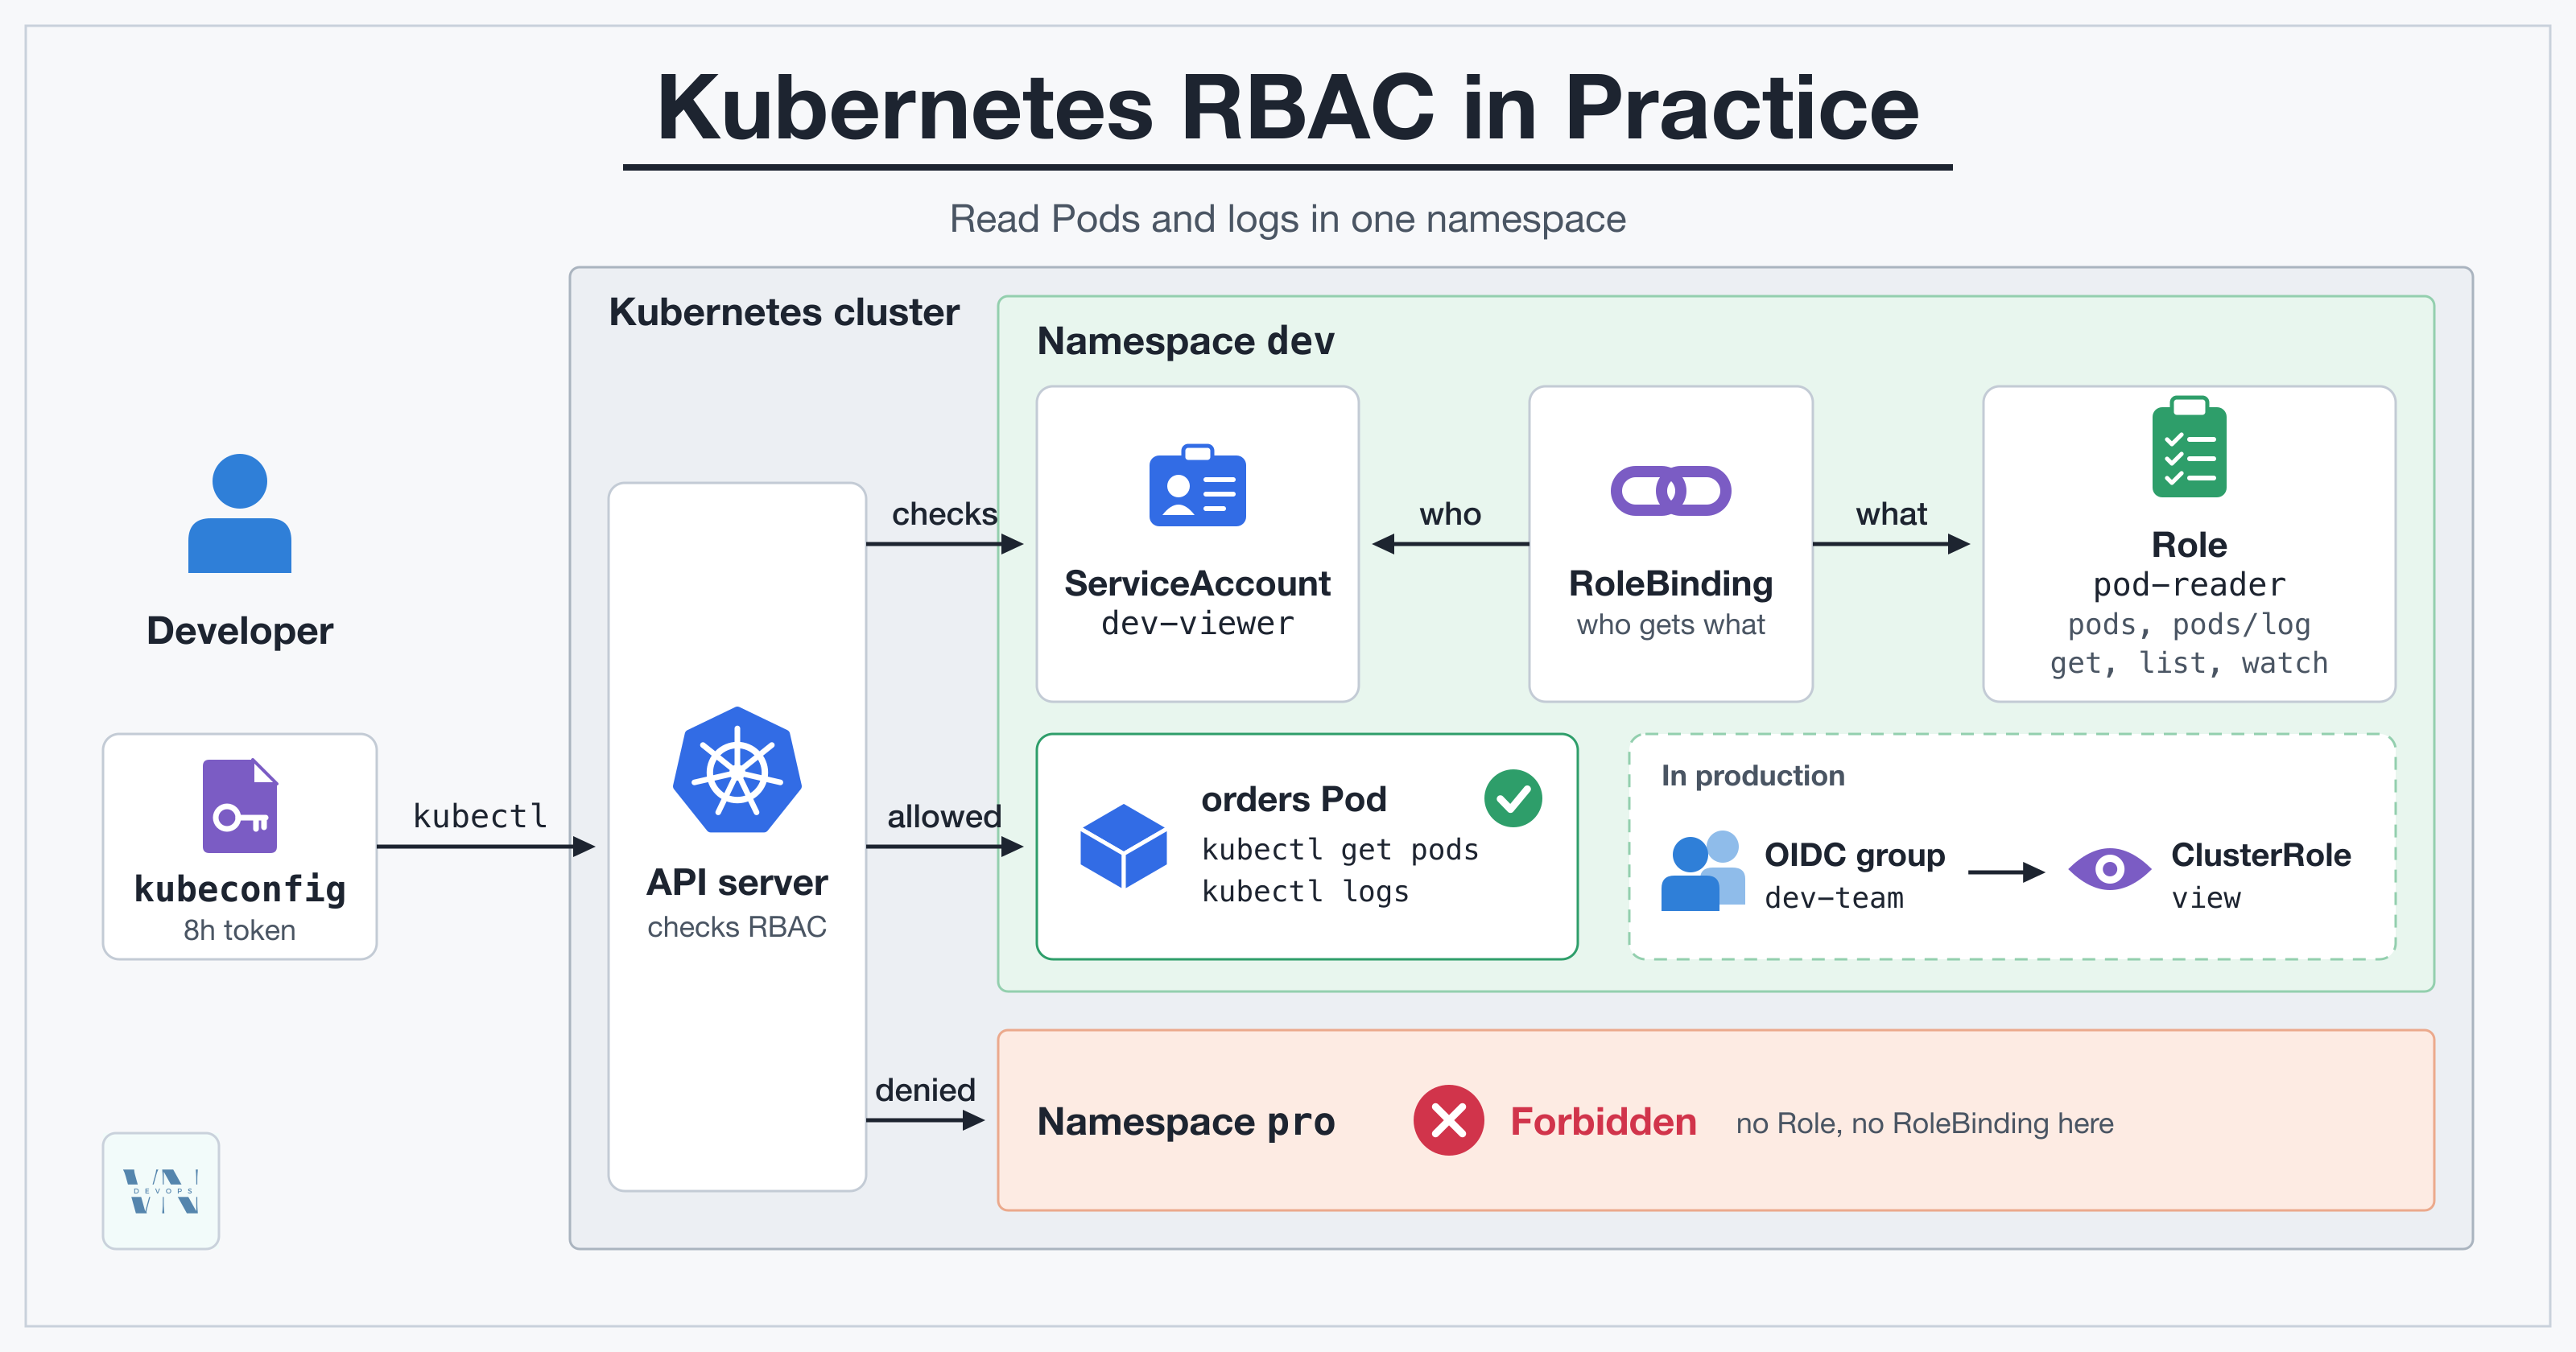 Kubernetes RBAC in Practice
Read Pods and logs in one namespace
Kubernetes cluster
Namespace dev
Developer
kubeconfig
8h token
kubectl
API server
checks RBAC
checks
allowed
denied
ServiceAccount
dev-viewer
who
RoleBinding
who gets what
what
Role
pod-reader
pods, pods/log
get, list, watch
orders Pod
kubectl get pods
kubectl logs
In production
OIDC group
dev-team
ClusterRole
view
Namespace pro
Forbidden
no Role, no RoleBinding here
VN
DEVOPS